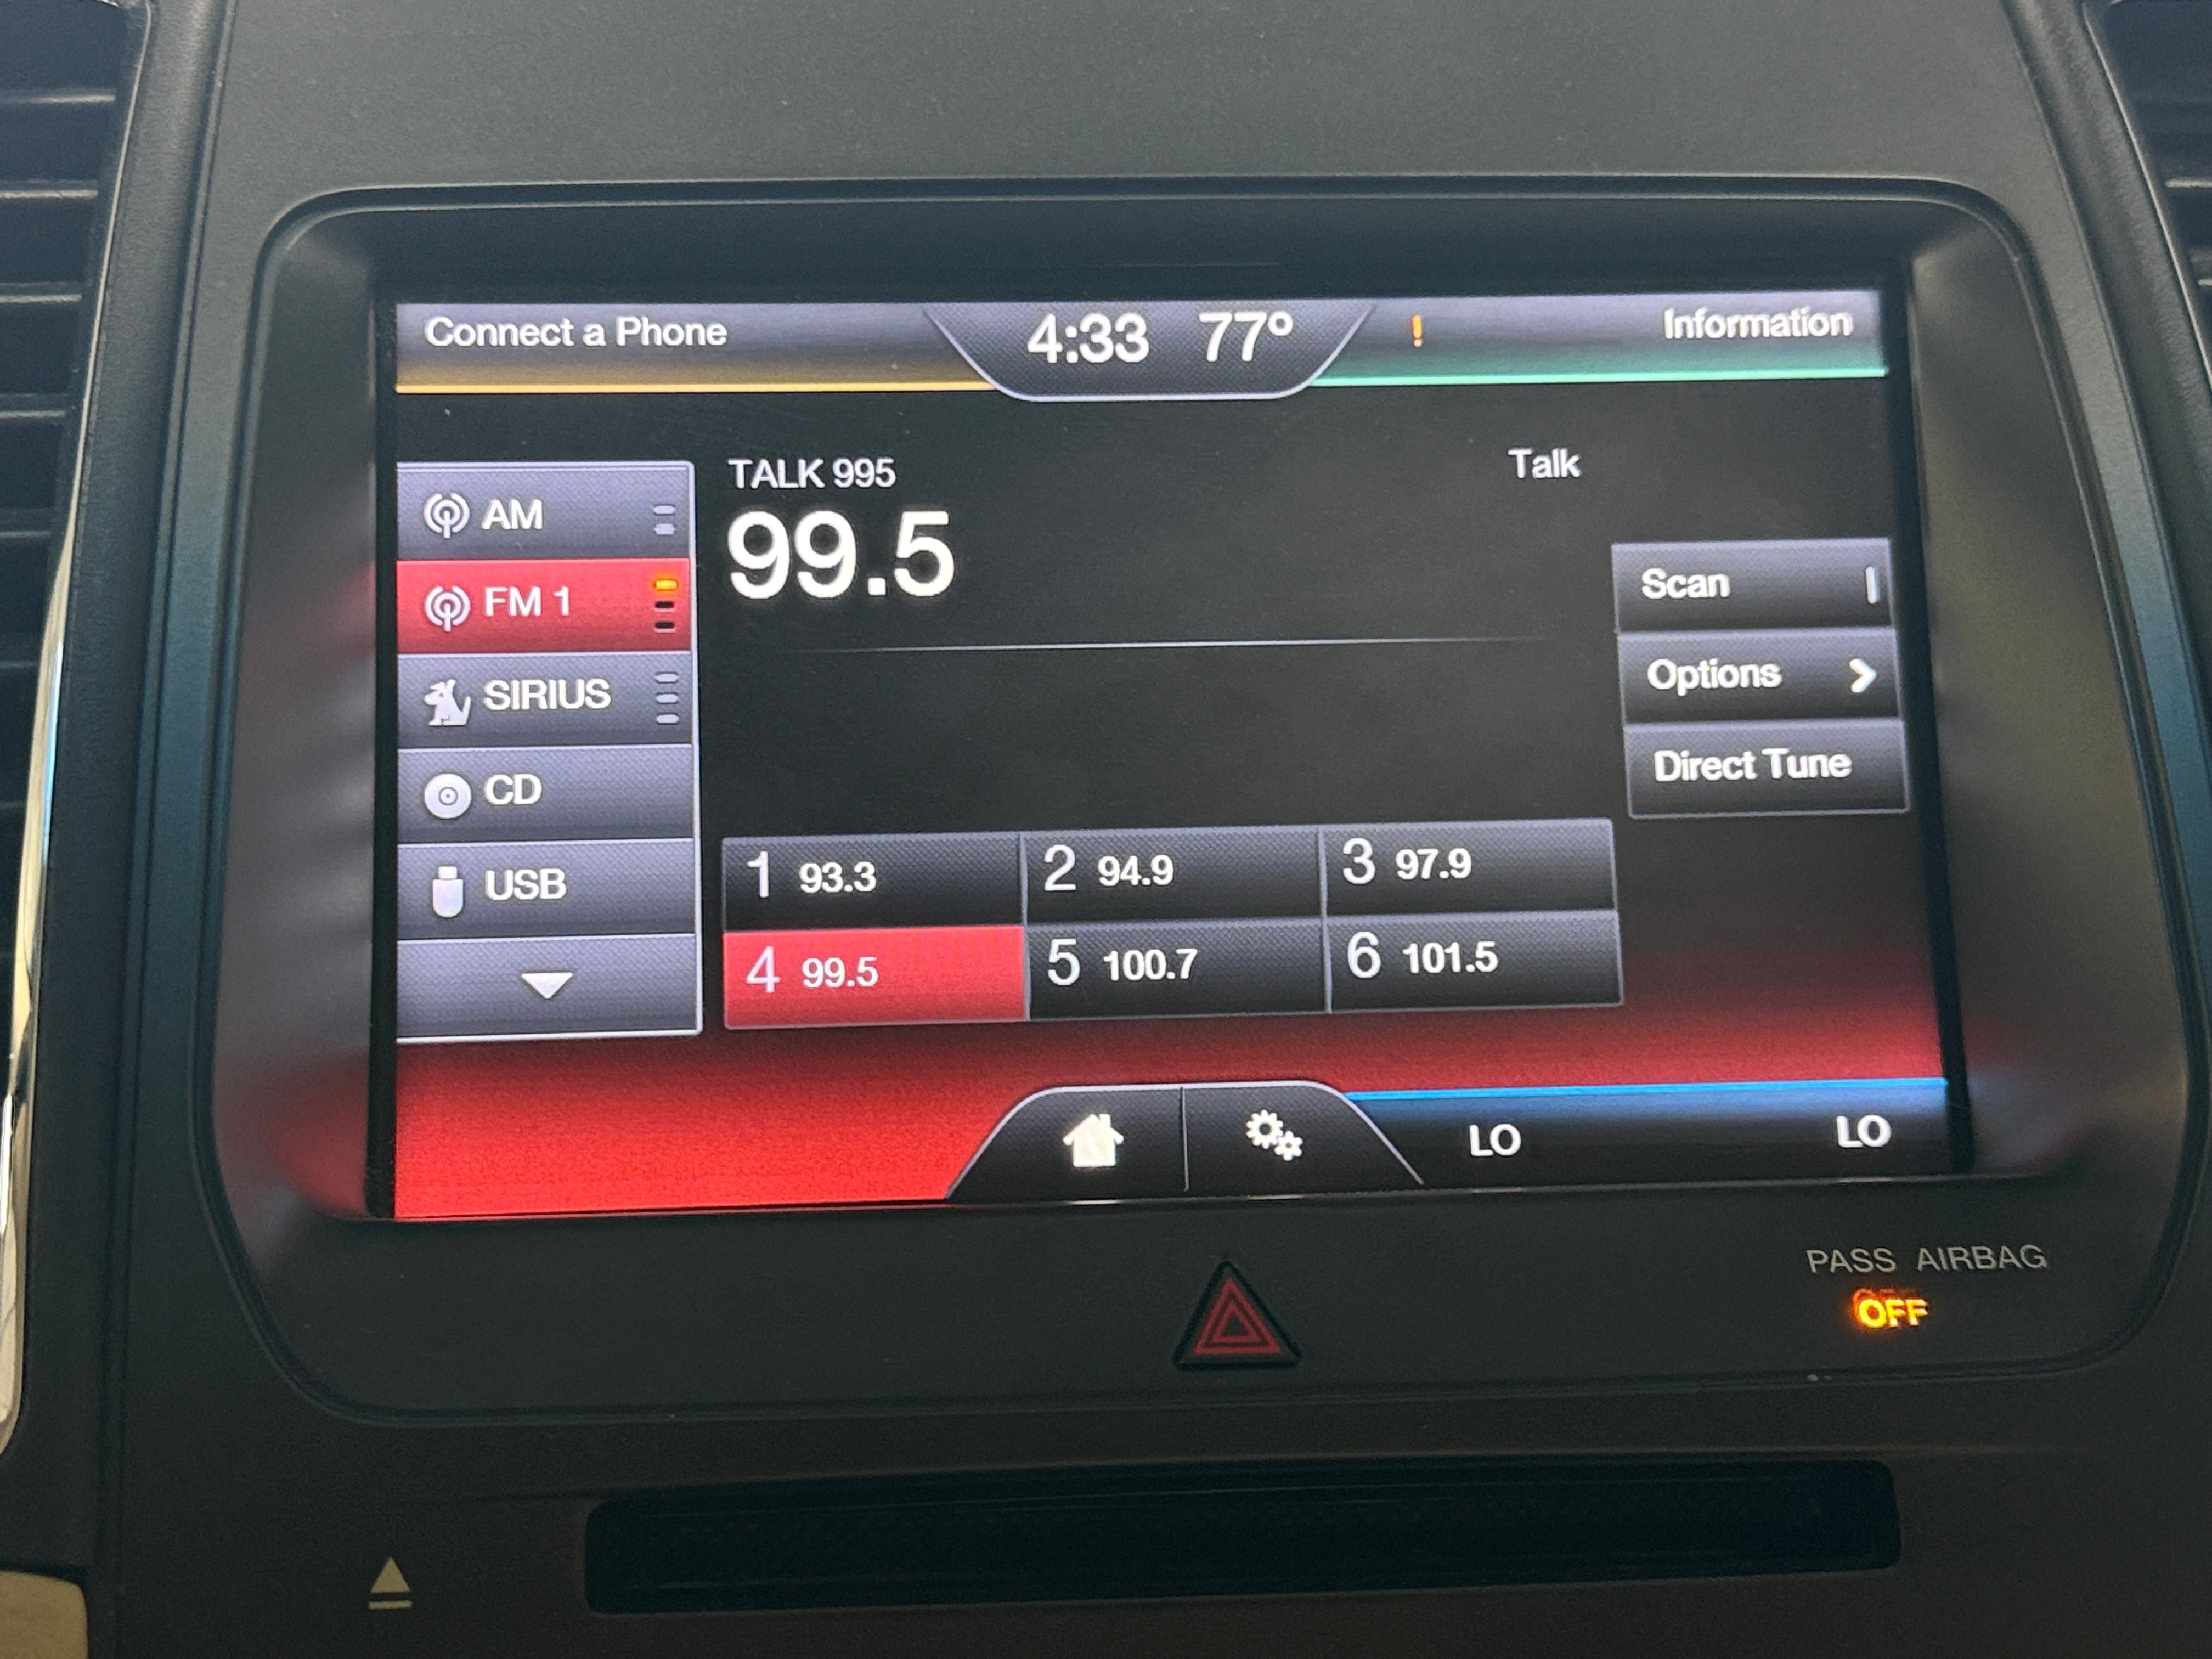 Connect a Phone
4:33 77°
! Information
TALK 995
Talk
99.5
AM
FM 1
SIRIUS
CD
USB
Scan
Options
Direct Tune
1 93.3
2 94.9
3 97.9
4 99.5
5 100.7
6 101.5
LO
LO
PASS AIRBAG
OFF